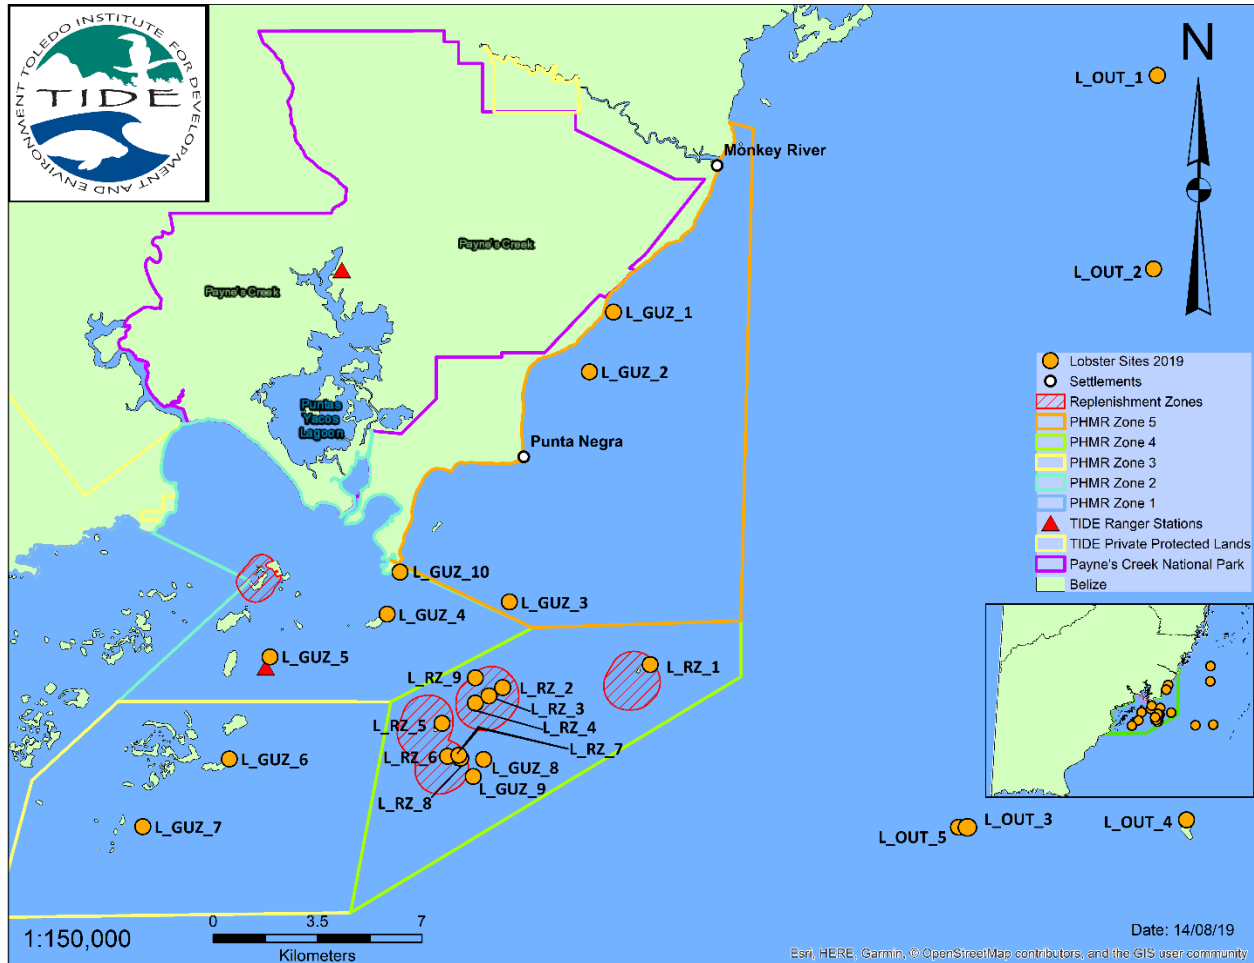 TOLEDO INSTITUTE FOR DEVELOPMENT AND ENVIRONMENT
TIDE
N
L_OUT_1
Monkey River
Payne's Creek
Payne's Creek
L_OUT_2
L_GUZ_1
L_GUZ_2
Puntas
Yacos
Lagoon
Punta Negra
Lobster Sites 2019
Settlements
Replenishment Zones
PHMR Zone 5
PHMR Zone 4
PHMR Zone 3
PHMR Zone 2
PHMR Zone 1
TIDE Ranger Stations
TIDE Private Protected Lands
Payne's Creek National Park
Belize
L_GUZ_10
L_GUZ_3
L_GUZ_4
L_GUZ_5
L_RZ_1
L_RZ_9
L_RZ_2
L_RZ_3
L_RZ_5
L_RZ_4
L_RZ_7
L_RZ_6
L_GUZ_8
L_GUZ_6
L_GUZ_9
L_RZ_8
L_GUZ_7
L_OUT_3
L_OUT_4
L_OUT_5
0 3.5 7
Kilometers
1:150,000
Date: 14/08/19
Esri, HERE, Garmin, © OpenStreetMap contributors, and the GIS user community